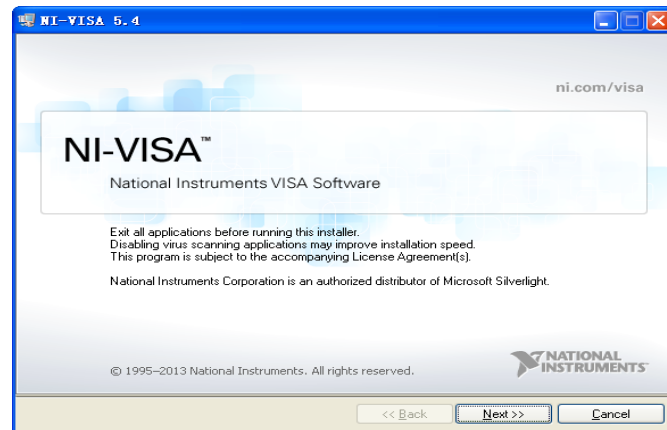 NI-VISA 5.4
ni.com/visa
NI-VISA™
National Instruments VISA Software
Exit all applications before running this installer.
Disabling virus scanning applications may improve installation speed.
This program is subject to the accompanying License Agreement(s).
National Instruments Corporation is an authorized distributor of Microsoft Silverlight.
© 1995–2013 National Instruments. All rights reserved.
NATIONAL
INSTRUMENTS™
<< Back
Next >>
Cancel